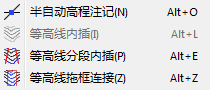 半自动高程注记(N) Alt+O
等高线内插(I) Alt+L
等高线分段内插(P) Alt+E
等高线拖框连接(Z) Alt+Z